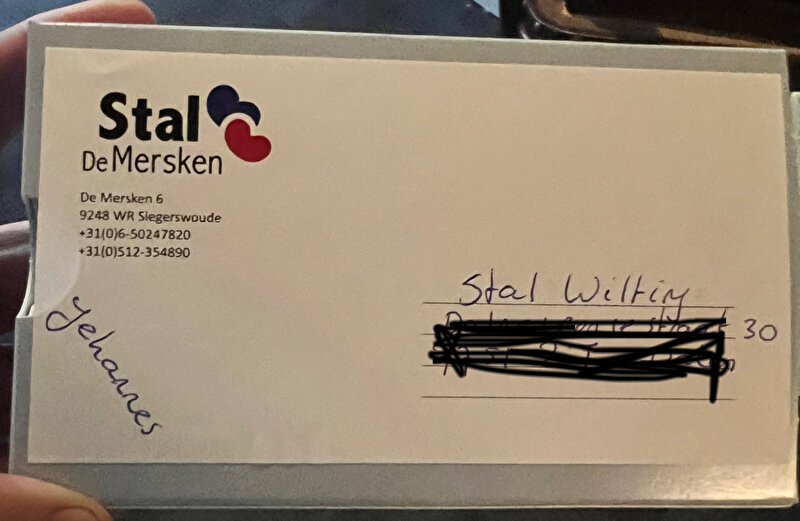 Stal
De Mersken
De Mersken 6
9248 WR Siegerswoude
+31(0)6-50247820
+31(0)512-354890
Jehannes
Stal Wilting
30